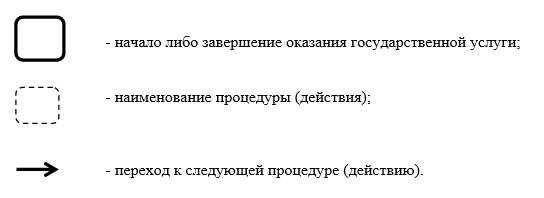 - начало либо завершение оказания государственной услуги;
- наименование процедуры (действия);
- переход к следующей процедуре (действию).